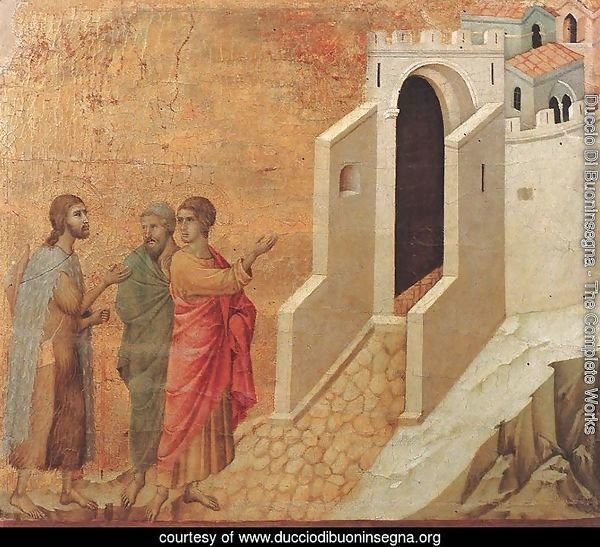 Duccio Di Buoninsegna - The Complete Works
courtesy of www.ducciodibuoninsegna.org